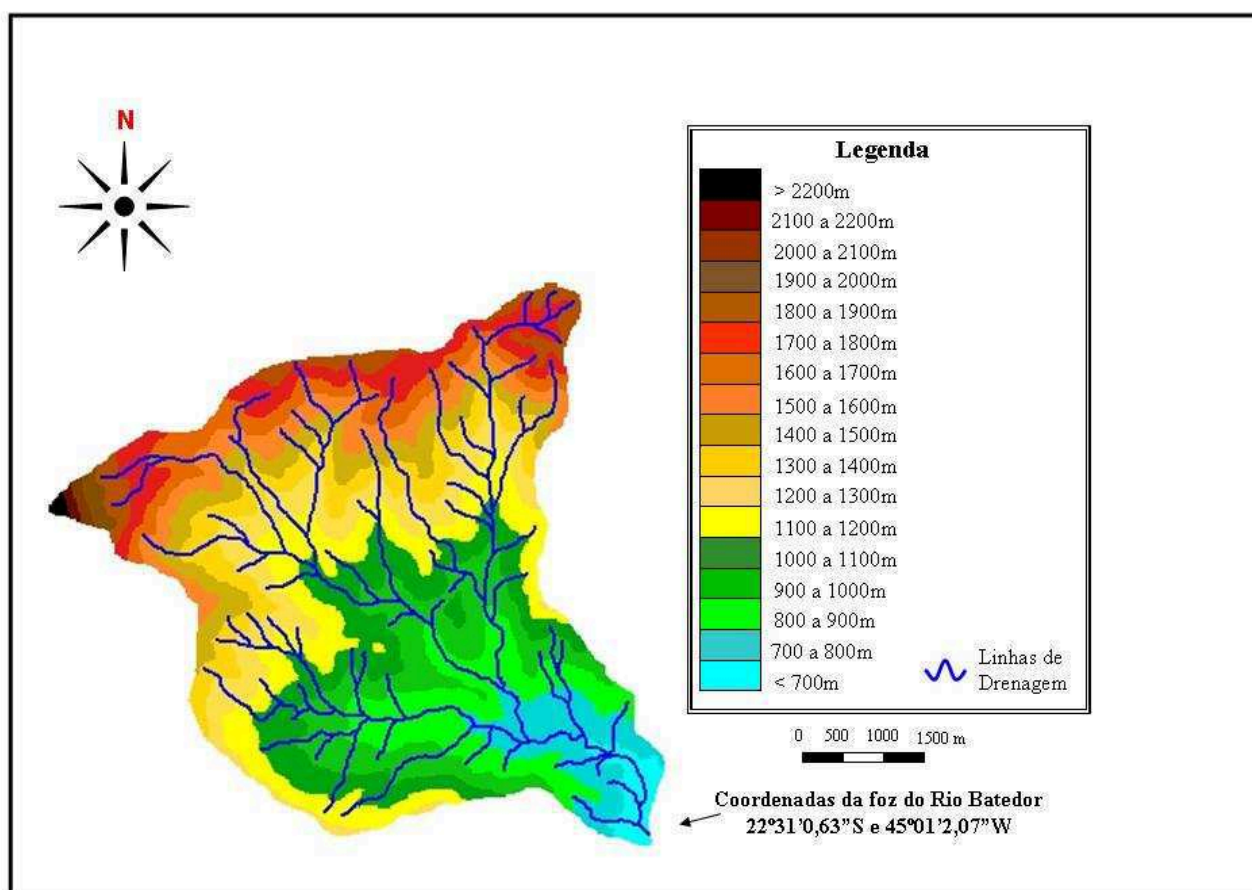 N
Legenda
> 2200m
2100 a 2200m
2000 a 2100m
1900 a 2000m
1800 a 1900m
1700 a 1800m
1600 a 1700m
1500 a 1600m
1400 a 1500m
1300 a 1400m
1200 a 1300m
1100 a 1200m
1000 a 1100m
900 a 1000m
800 a 900m
700 a 800m
< 700m
Linhas de
Drenagem
0 500 1000 1500 m
Coordenadas da foz do Rio Batedor
22º31’0,63”S e 45º01’2,07”W